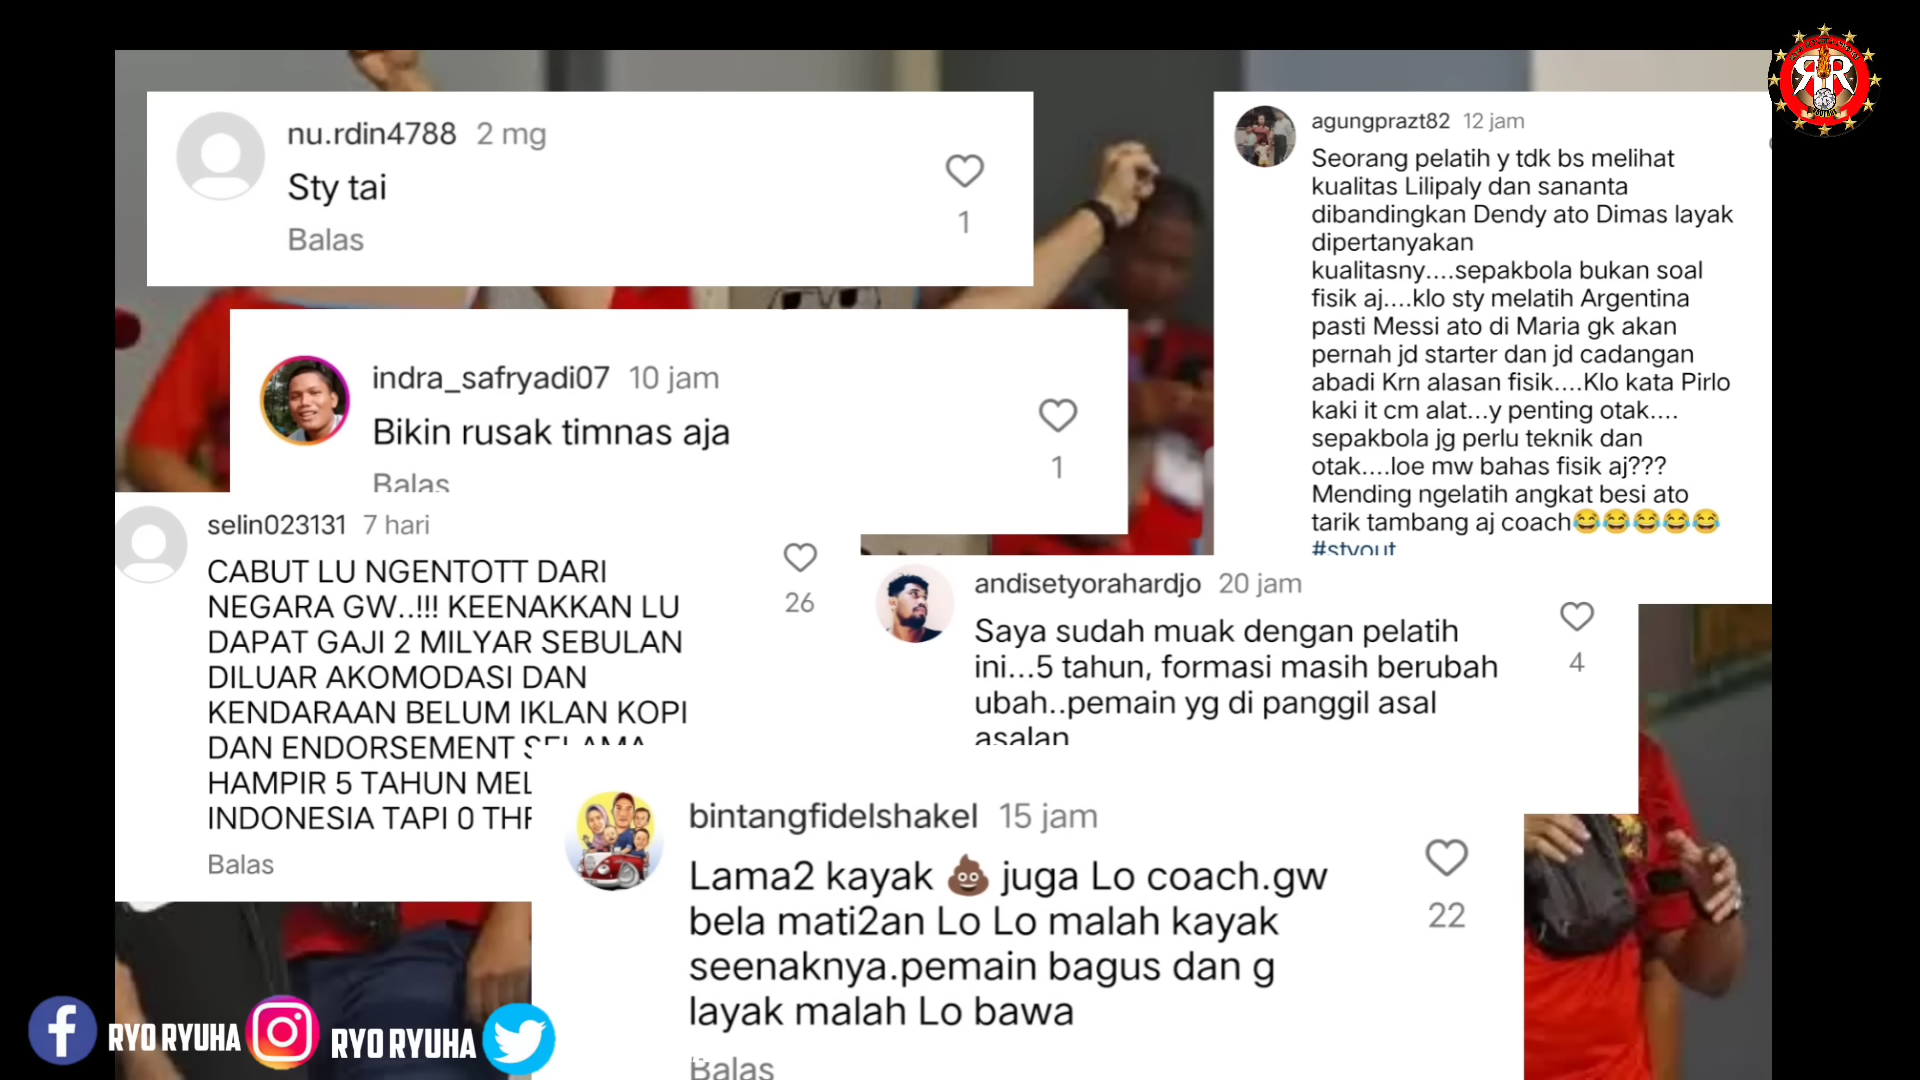 nu.rdin4788 2 mg
Sty tai
Balas
1
indra_safryadi07 10 jam
Bikin rusak timnas aja
Balas
1
agungprazt82 12 jam
Seorang pelatih y tdk bs melihat
kualitas Lilipaly dan sananta
dibandingkan Dendy ato Dimas layak
dipertanyakan
kualitasny....sepakbola bukan soal
fisik aj....klo sty melatih Argentina
pasti Messi ato di Maria gk akan
pernah jd starter dan jd cadangan
abadi Krn alasan fisik....Klo kata Pirlo
kaki it cm alat...y penting otak....
sepakbola jg perlu teknik dan
otak....loe mw bahas fisik aj???
Mending ngelatih angkat besi ato
tarik tambang aj coach😂😂😂😂😂
#styout
selin023131 7 hari
CABUT LU NGENTOTT DARI
NEGARA GW..!!! KEENAKKAN LU
DAPAT GAJI 2 MILYAR SEBULAN
DILUAR AKOMODASI DAN
KENDARAAN BELUM IKLAN KOPI
DAN ENDORSEMENT SELAMA
HAMPIR 5 TAHUN MEL
INDONESIA TAPI 0
Balas
26
andisetyorahardjo 20 jam
Saya sudah muak dengan pelatih
ini...5 tahun, formasi masih berubah
ubah..pemain yg di panggil asal
asalan
4
bintangfidelshakel 15 jam
Lama2 kayak 💩 juga Lo coach.gw
bela mati2an Lo Lo malah kayak
seenaknya.pemain bagus dan g
layak malah Lo bawa
Balas
22
RR
RYO RYUHA
RYO RYUHA